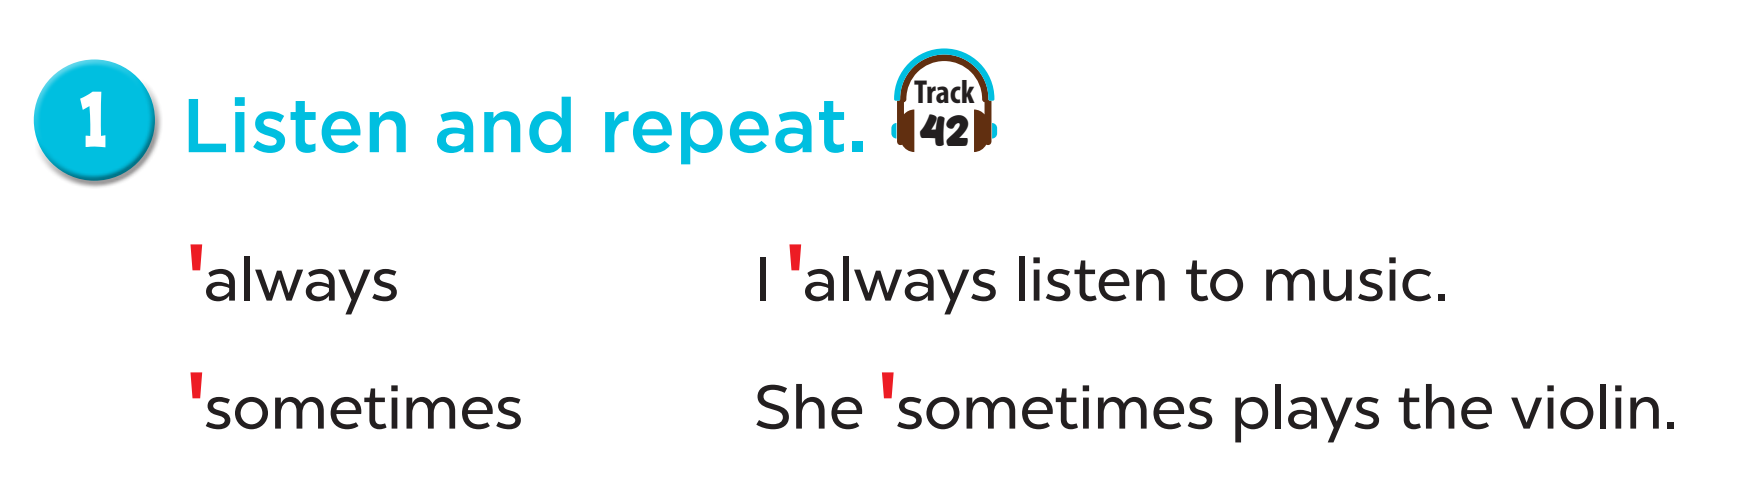 1 Listen and repeat. Track 42
'always I 'always listen to music.
'sometimes She 'sometimes plays the violin.